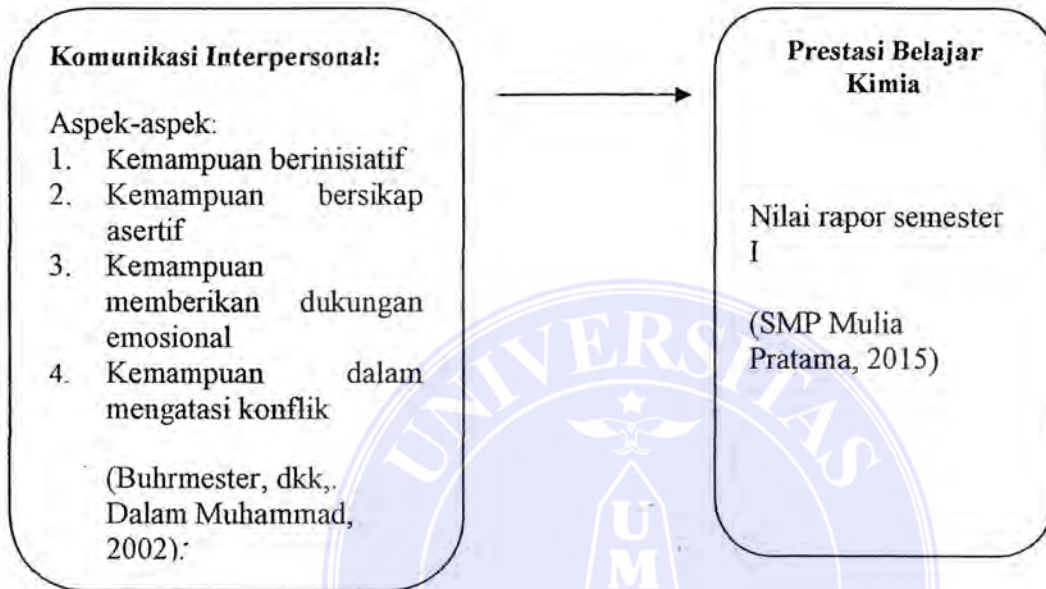 Komunikasi Interpersonal:
Aspek-aspek:
1. Kemampuan berinisiatif
2. Kemampuan bersikap
asertif
3. Kemampuan
memberikan dukungan
emosional
4. Kemampuan dalam
mengatasi konflik
(Buhrmester, dkk,.
Dalam Muhammad,
2002).
Prestasi Belajar
Kimia
Nilai rapor semester
I
(SMP Mulia
Pratama, 2015)
UNIVERSITAS
U
M